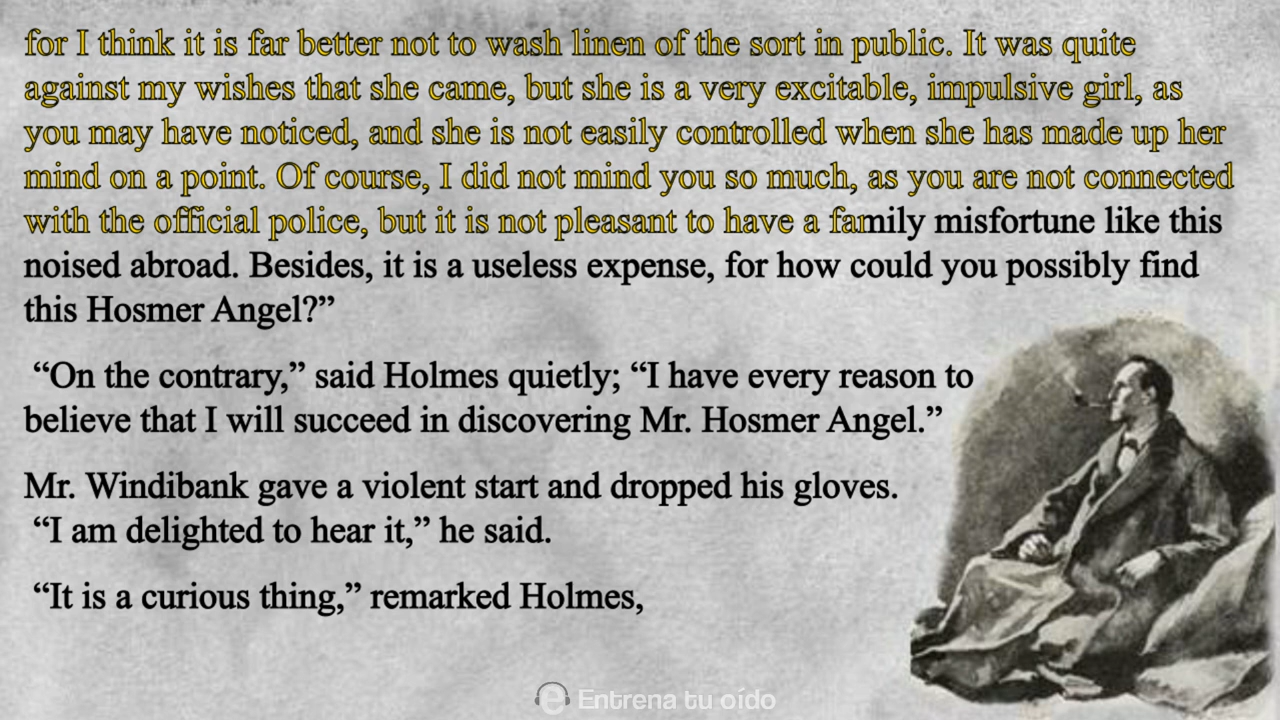 for I think it is far better not to wash linen of the sort in public. It was quite
against my wishes that she came, but she is a very excitable, impulsive girl, as
you may have noticed, and she is not easily controlled when she has made up her
mind on a point. Of course, I did not mind you so much, as you are not connected
with the official police, but it is not pleasant to have a family misfortune like this
noised abroad. Besides, it is a useless expense, for how could you possibly find
this Hosmer Angel?”
“On the contrary,” said Holmes quietly; “I have every reason to
believe that I will succeed in discovering Mr. Hosmer Angel.”
Mr. Windibank gave a violent start and dropped his gloves.
“I am delighted to hear it,” he said.
“It is a curious thing,” remarked Holmes,
e Entrena tu oído